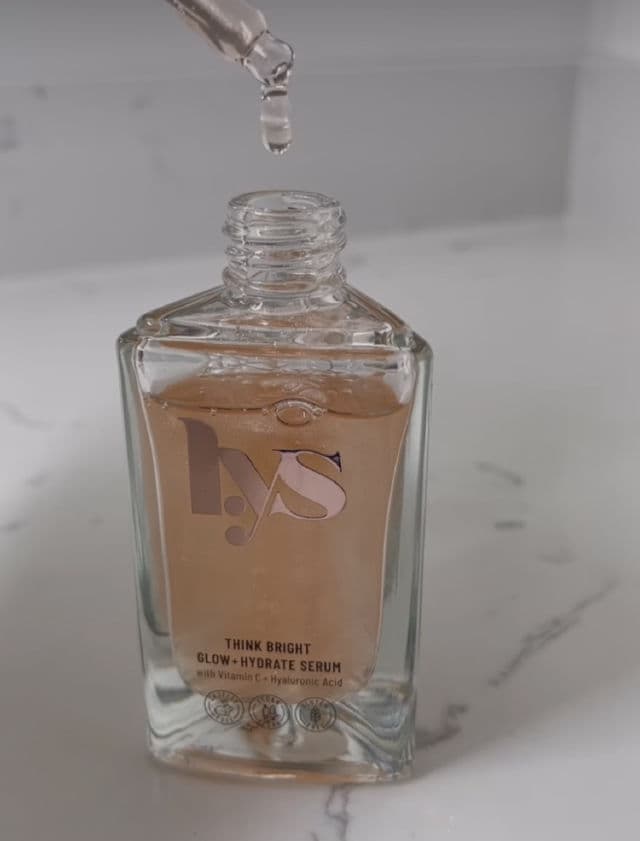 lys
THINK BRIGHT
GLOW + HYDRATE SERUM
with Vitamin C + Hyaluronic Acid